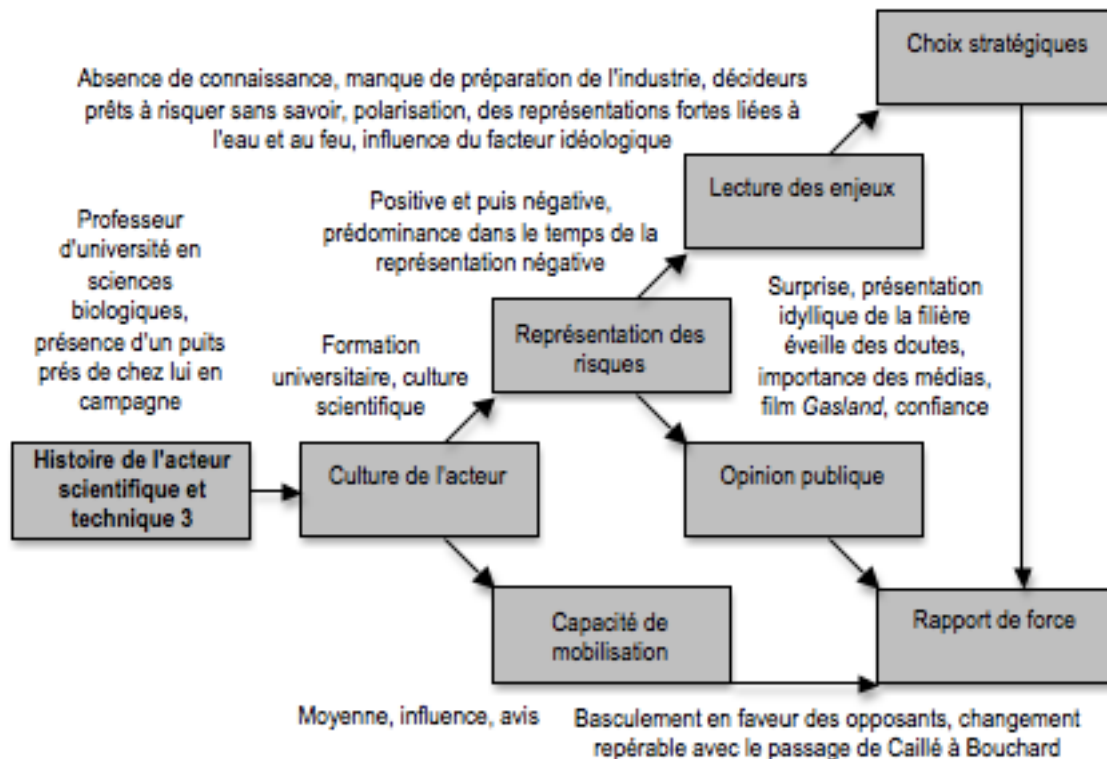 Choix stratégiques
Absence de connaissance, manque de préparation de l'industrie, décideurs
prêts à risquer sans savoir, polarisation, des représentations fortes liées à
l'eau et au feu, influence du facteur idéologique
Lecture des enjeux
Positive et puis négative,
prédominance dans le temps de la
représentation négative
Professeur
d'université en
sciences
biologiques,
présence d'un puits
prés de chez lui en
campagne
Surprise, présentation
idyllique de la filière
éveille des doutes,
importance des médias,
film Gasland, confiance
Représentation des
risques
Formation
universitaire, culture
scientifique
Histoire de l'acteur
scientifique et
technique 3
Culture de l'acteur
Opinion publique
Capacité de
mobilisation
Rapport de force
Moyenne, influence, avis
Basculement en faveur des opposants, changement
repérable avec le passage de Caillé à Bouchard